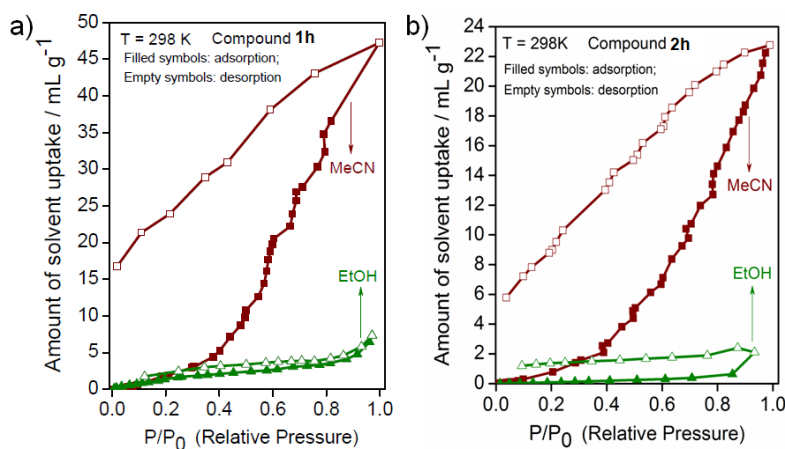 a)
T = 298 K Compound 1h
Filled symbols: adsorption;
Empty symbols: desorption
Amount of solvent uptake / mL g⁻¹
50
45
40
35
30
25
20
15
10
5
0
MeCN
EtOH
0.0 0.2 0.4 0.6 0.8 1.0
P/P₀ (Relative Pressure)
b)
T = 298K Compound 2h
Filled symbols: adsorption;
Empty symbols: desorption
Amount of solvent uptake / mL g⁻¹
24
22
20
18
16
14
12
10
8
6
4
2
0
MeCN
EtOH
0.0 0.2 0.4 0.6 0.8 1.0
P/P₀ (Relative Pressure)